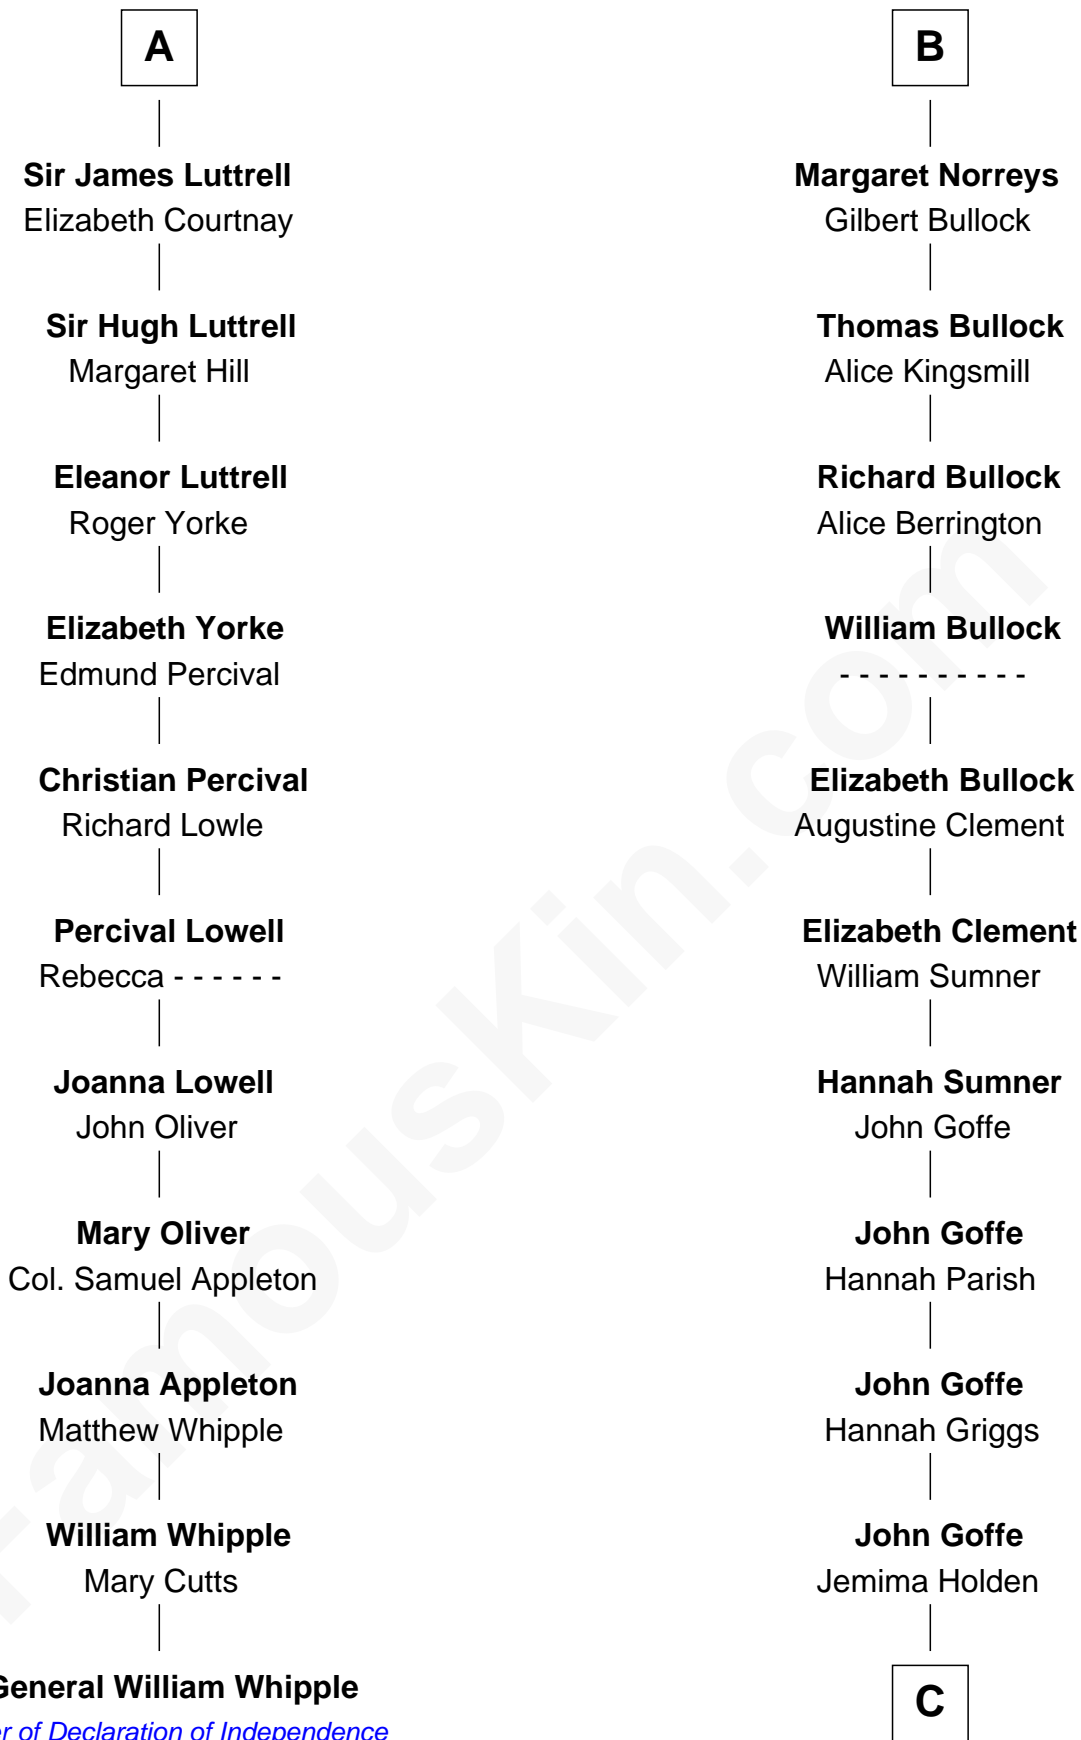 A
Sir James Luttrell
Elizabeth Courtnay
Sir Hugh Luttrell
Margaret Hill
Eleanor Luttrell
Roger Yorke
Elizabeth Yorke
Edmund Percival
Christian Percival
Richard Lowle
Percival Lowell
Rebecca - - - - - -
Joanna Lowell
John Oliver
Mary Oliver
Col. Samuel Appleton
Joanna Appleton
Matthew Whipple
William Whipple
Mary Cutts
General William Whipple
of Declaration of Independence
B
Margaret Norreys
Gilbert Bullock
Thomas Bullock
Alice Kingsmill
Richard Bullock
Alice Berrington
William Bullock
- - - - - - - - - -
Elizabeth Bullock
Augustine Clement
Elizabeth Clement
William Sumner
Hannah Sumner
John Goffe
John Goffe
Hannah Parish
John Goffe
Hannah Griggs
John Goffe
Jemima Holden
C
FamousKin.com